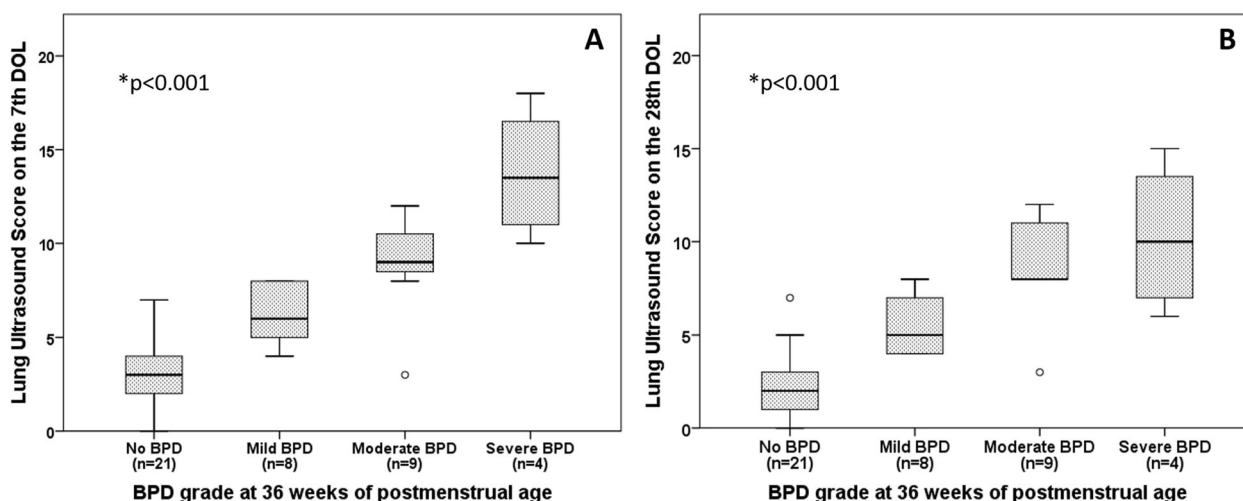 A
*p<0.001
Lung Ultrasound Score on the 7th DOL
20
15
10
5
0
No BPD Mild BPD Moderate BPD Severe BPD
(n=21) (n=8) (n=9) (n=4)
BPD grade at 36 weeks of postmenstrual age
B
*p<0.001
Lung Ultrasound Score on the 28th DOL
20
15
10
5
0
No BPD Mild BPD Moderate BPD Severe BPD
(n=21) (n=8) (n=9) (n=4)
BPD grade at 36 weeks of postmenstrual age